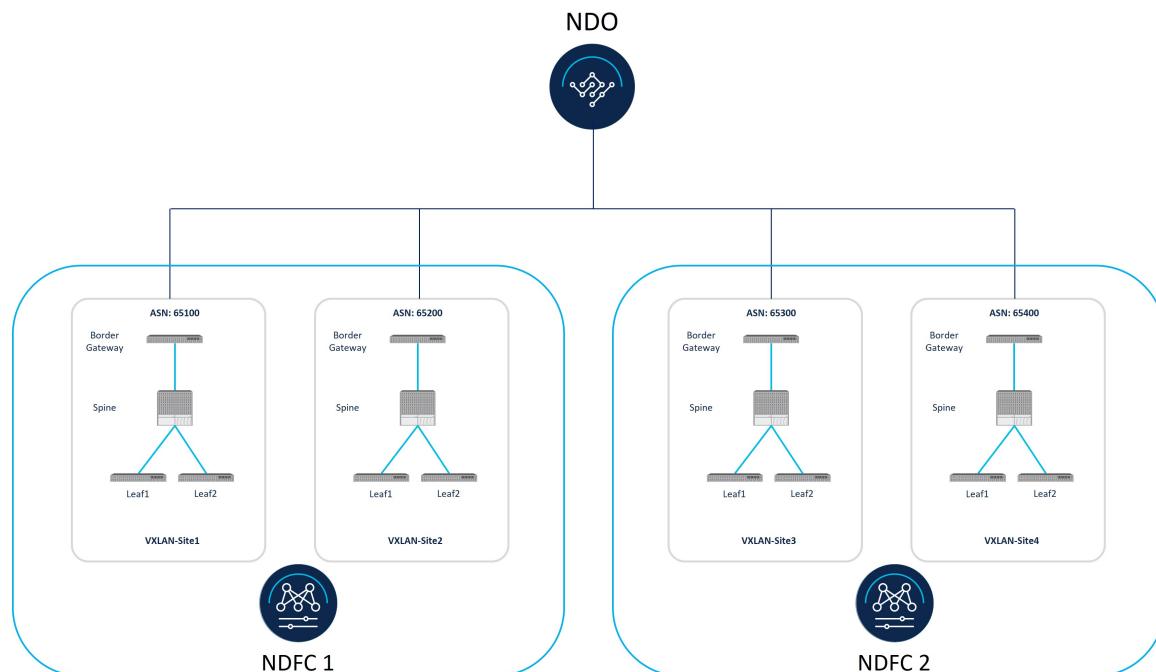 NDO
ASN: 65100
Border
Gateway
Spine
Leaf1
Leaf2
VXLAN-Site1
ASN: 65200
Border
Gateway
Spine
Leaf1
Leaf2
VXLAN-Site2
NDFC 1
ASN: 65300
Border
Gateway
Spine
Leaf1
Leaf2
VXLAN-Site3
ASN: 65400
Border
Gateway
Spine
Leaf1
Leaf2
VXLAN-Site4
NDFC 2